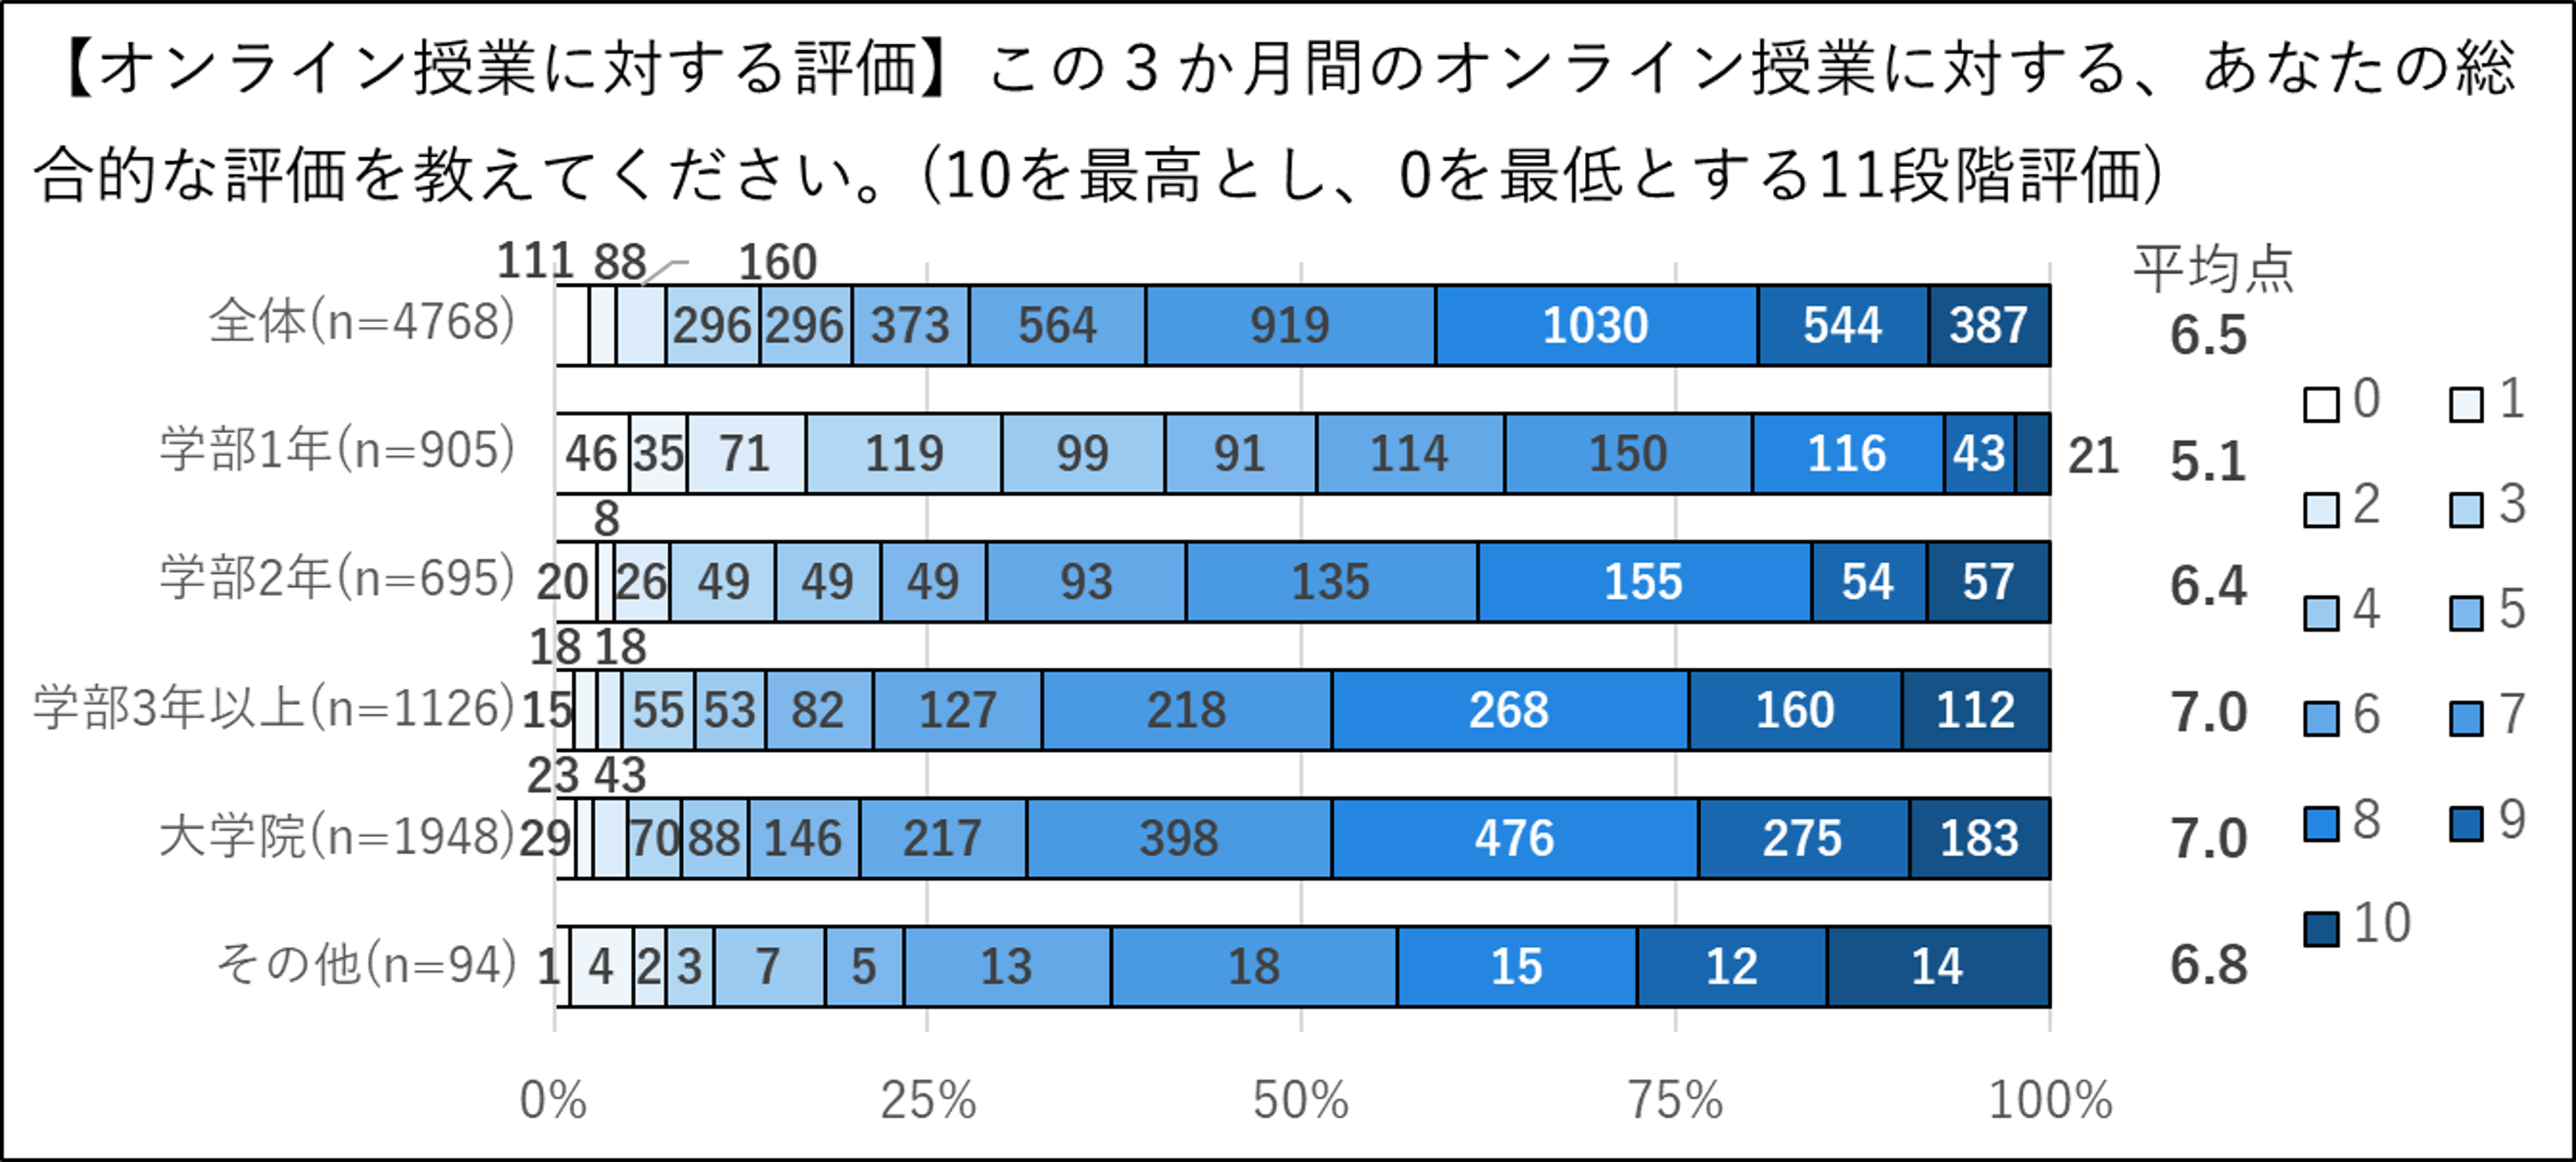 【オンライン授業に対する評価】この３か月間のオンライン授業に対する、あなたの総
合的な評価を教えてください。(10を最高とし、0を最低とする11段階評価)
111 88 160 平均点
全体(n=4768) 296 296 373 564 919 1030 544 387 6.5
学部1年(n=905) 46 35 71 119 99 91 114 150 116 43 21 5.1
8
学部2年(n=695) 20 26 49 49 49 93 135 155 54 57 6.4
18 18
学部3年以上(n=1126) 15 55 53 82 127 218 268 160 112 7.0
23 43
大学院(n=1948) 29 70 88 146 217 398 476 275 183 7.0
その他(n=94) 1 4 2 3 7 5 13 18 15 12 14 6.8
0% 25% 50% 75% 100%
0 1
2 3
4 5
6 7
8 9
10